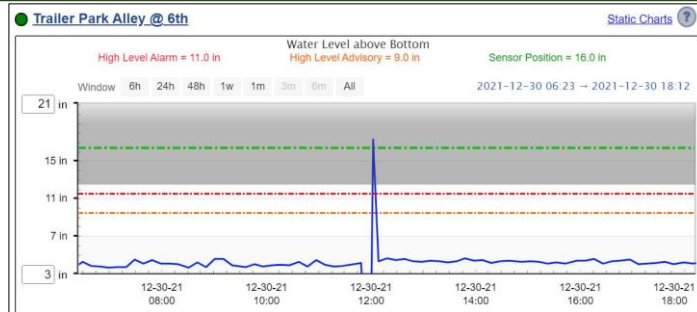 Trailer Park Alley @ 6th
Static Charts ?
Water Level above Bottom
High Level Alarm = 11.0 in High Level Advisory = 9.0 in Sensor Position = 16.0 in
Window 6h 24h 48h 1w 1m 3m 6m All 2021-12-30 06:23 → 2021-12-30 18:12
21 in
15 in
11 in
7 in
3 in
12-30-21 12-30-21 12-30-21 12-30-21 12-30-21 12-30-21
08:00 10:00 12:00 14:00 16:00 18:00